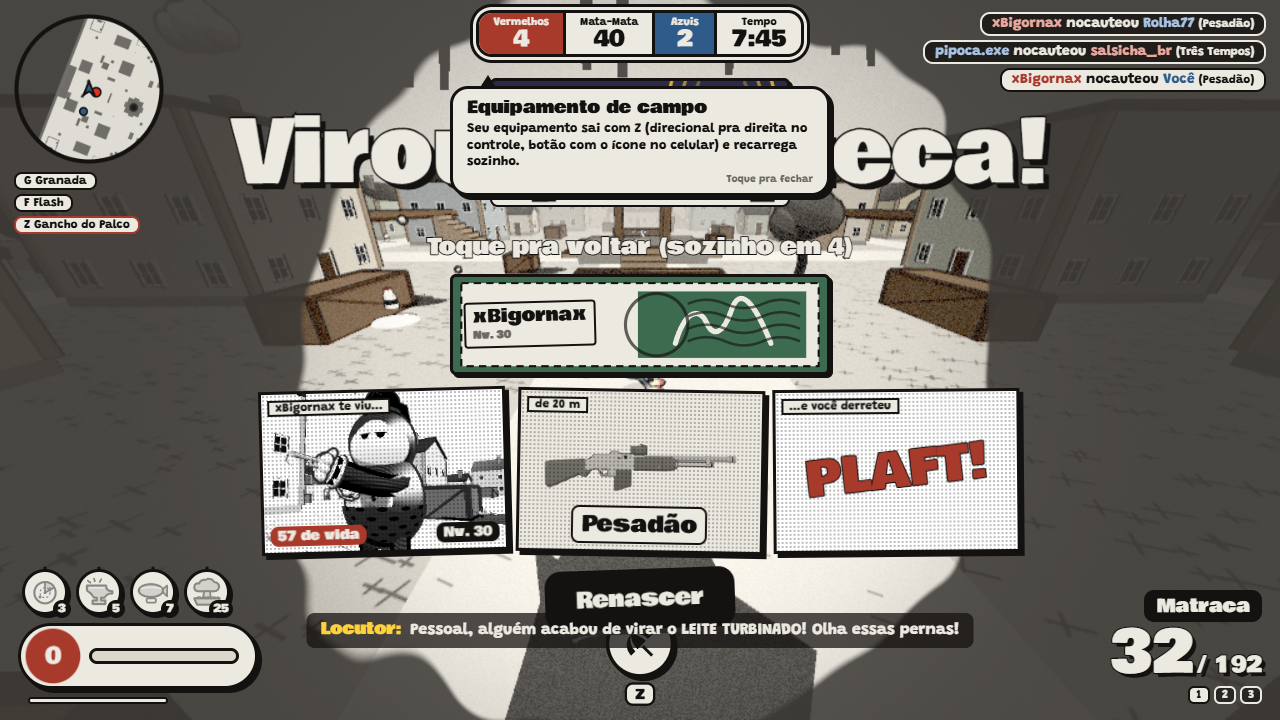 Vermelhos
4
Mata-Mata
40
Azuis
2
Tempo
7:45
xBigornax nocauteou Rolha77 (Pesadão)
pipoca.exe nocauteou salsicha_br (Três Tempos)
xBigornax nocauteou Você (Pesadão)
G Granada
F Flash
Z Gancho do Palco
Equipamento de campo
Seu equipamento sai com Z (direcional pra direita no
controle, botão com o ícone no celular) e recarrega
sozinho.
Toque pra fechar
Toque pra voltar (sozinho em 4)
xBigornax
Nv. 30
xBigornax te viu...
57 de vida
Nv. 30
de 20 m
Pesadão
...e você derreteu
PLAFT!
Renascer
Locutor: Pessoal, alguém acabou de virar o LEITE TURBINADO! Olha essas pernas!
Z
3
5
7
25
0
Matraca
32 / 192
1 2 3